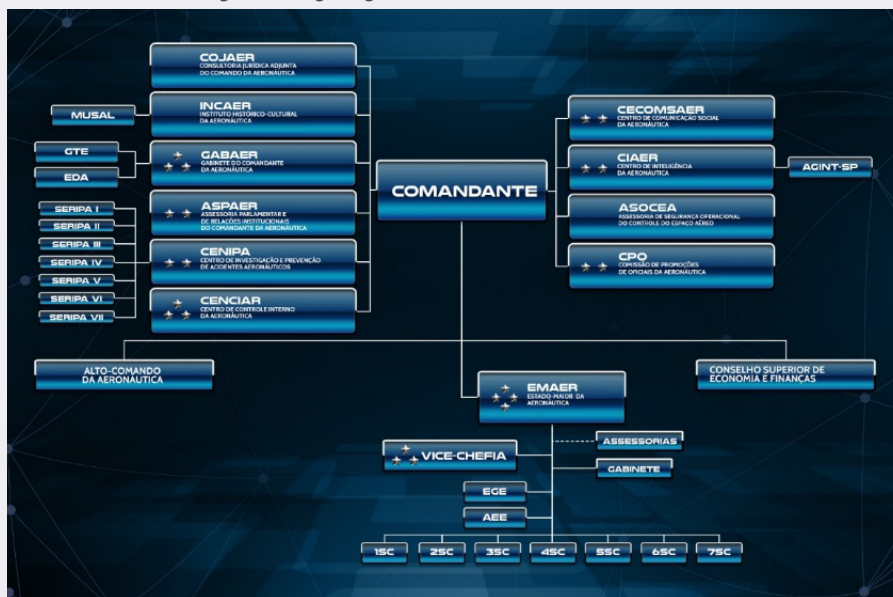 COJAER
CONSULTORIA JURÍDICA ADJUNTA
DO COMANDO DA AERONÁUTICA
MUSAL
INCAER
INSTITUTO HISTÓRICO-CULTURAL
DA AERONÁUTICA
GTE
EDA
GABAER
GABINETE DO COMANDANTE
DA AERONÁUTICA
ASPAER
ASSESSORIA PARLAMENTAR E
DE RELAÇÕES INSTITUCIONAIS
DO COMANDANTE DA AERONÁUTICA
SERIPA I
SERIPA II
SERIPA III
SERIPA IV
SERIPA V
SERIPA VI
SERIPA VII
CENIPA
CENTRO DE INVESTIGAÇÃO E PREVENÇÃO
DE ACIDENTES AERONÁUTICOS
CENCIAR
CENTRO DE CONTROLE INTERNO
DA AERONÁUTICA
COMANDANTE
CECOMSAER
CENTRO DE COMUNICAÇÃO SOCIAL
DA AERONÁUTICA
CIAER
CENTRO DE INTELIGÊNCIA
DA AERONÁUTICA
AGINT-SP
ASOCEA
ASSESSORIA DE SEGURANÇA OPERACIONAL
DO CONTROLE DO ESPAÇO AÉREO
CPO
COMISSÃO DE PROMOÇÕES
DE OFICIAIS DA AERONÁUTICA
ALTO-COMANDO
DA AERONAUTICA
CONSELHO SUPERIOR DE
ECONOMIA E FINANÇAS
EMAER
ESTADO-MAIOR DA
AERONÁUTICA
ASSESSORIAS
VICE-CHEFIA
GABINETE
EGE
AEE
1SC 2SC 3SC 4SC 5SC 6SC 7SC